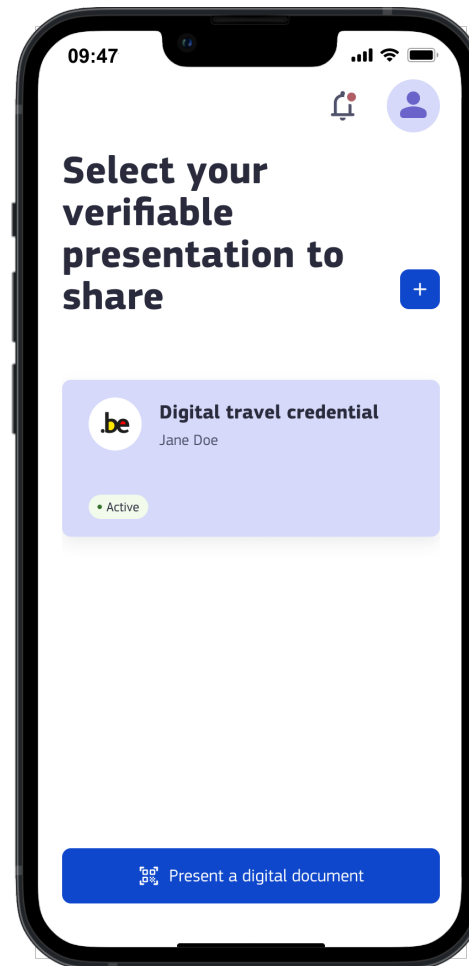 09:47
Select your
verifiable
presentation to
share
+
.be
Digital travel credential
Jane Doe
• Active
Present a digital document